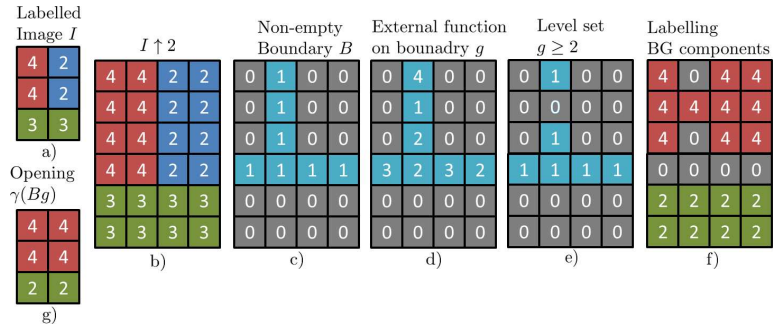 Labelled
Image I
4 2
4 2
3 3
a)
Opening
γ(Bg)
4 4
4 4
2 2
g)
I ↑ 2
4 4 2 2
4 4 2 2
4 4 2 2
4 4 2 2
3 3 3 3
3 3 3 3
b)
Non-empty
Boundary B
0 1 0 0
0 1 0 0
0 1 0 0
1 1 1 1
0 0 0 0
0 0 0 0
c)
External function
on bounadry g
0 4 0 0
0 1 0 0
0 2 0 0
3 2 3 2
0 0 0 0
0 0 0 0
d)
Level set
g ≥ 2
0 1 0 0
0 0 0 0
0 1 0 0
1 1 1 1
0 0 0 0
0 0 0 0
e)
Labelling
BG components
4 0 4 4
4 4 4 4
4 0 4 4
0 0 0 0
2 2 2 2
2 2 2 2
f)